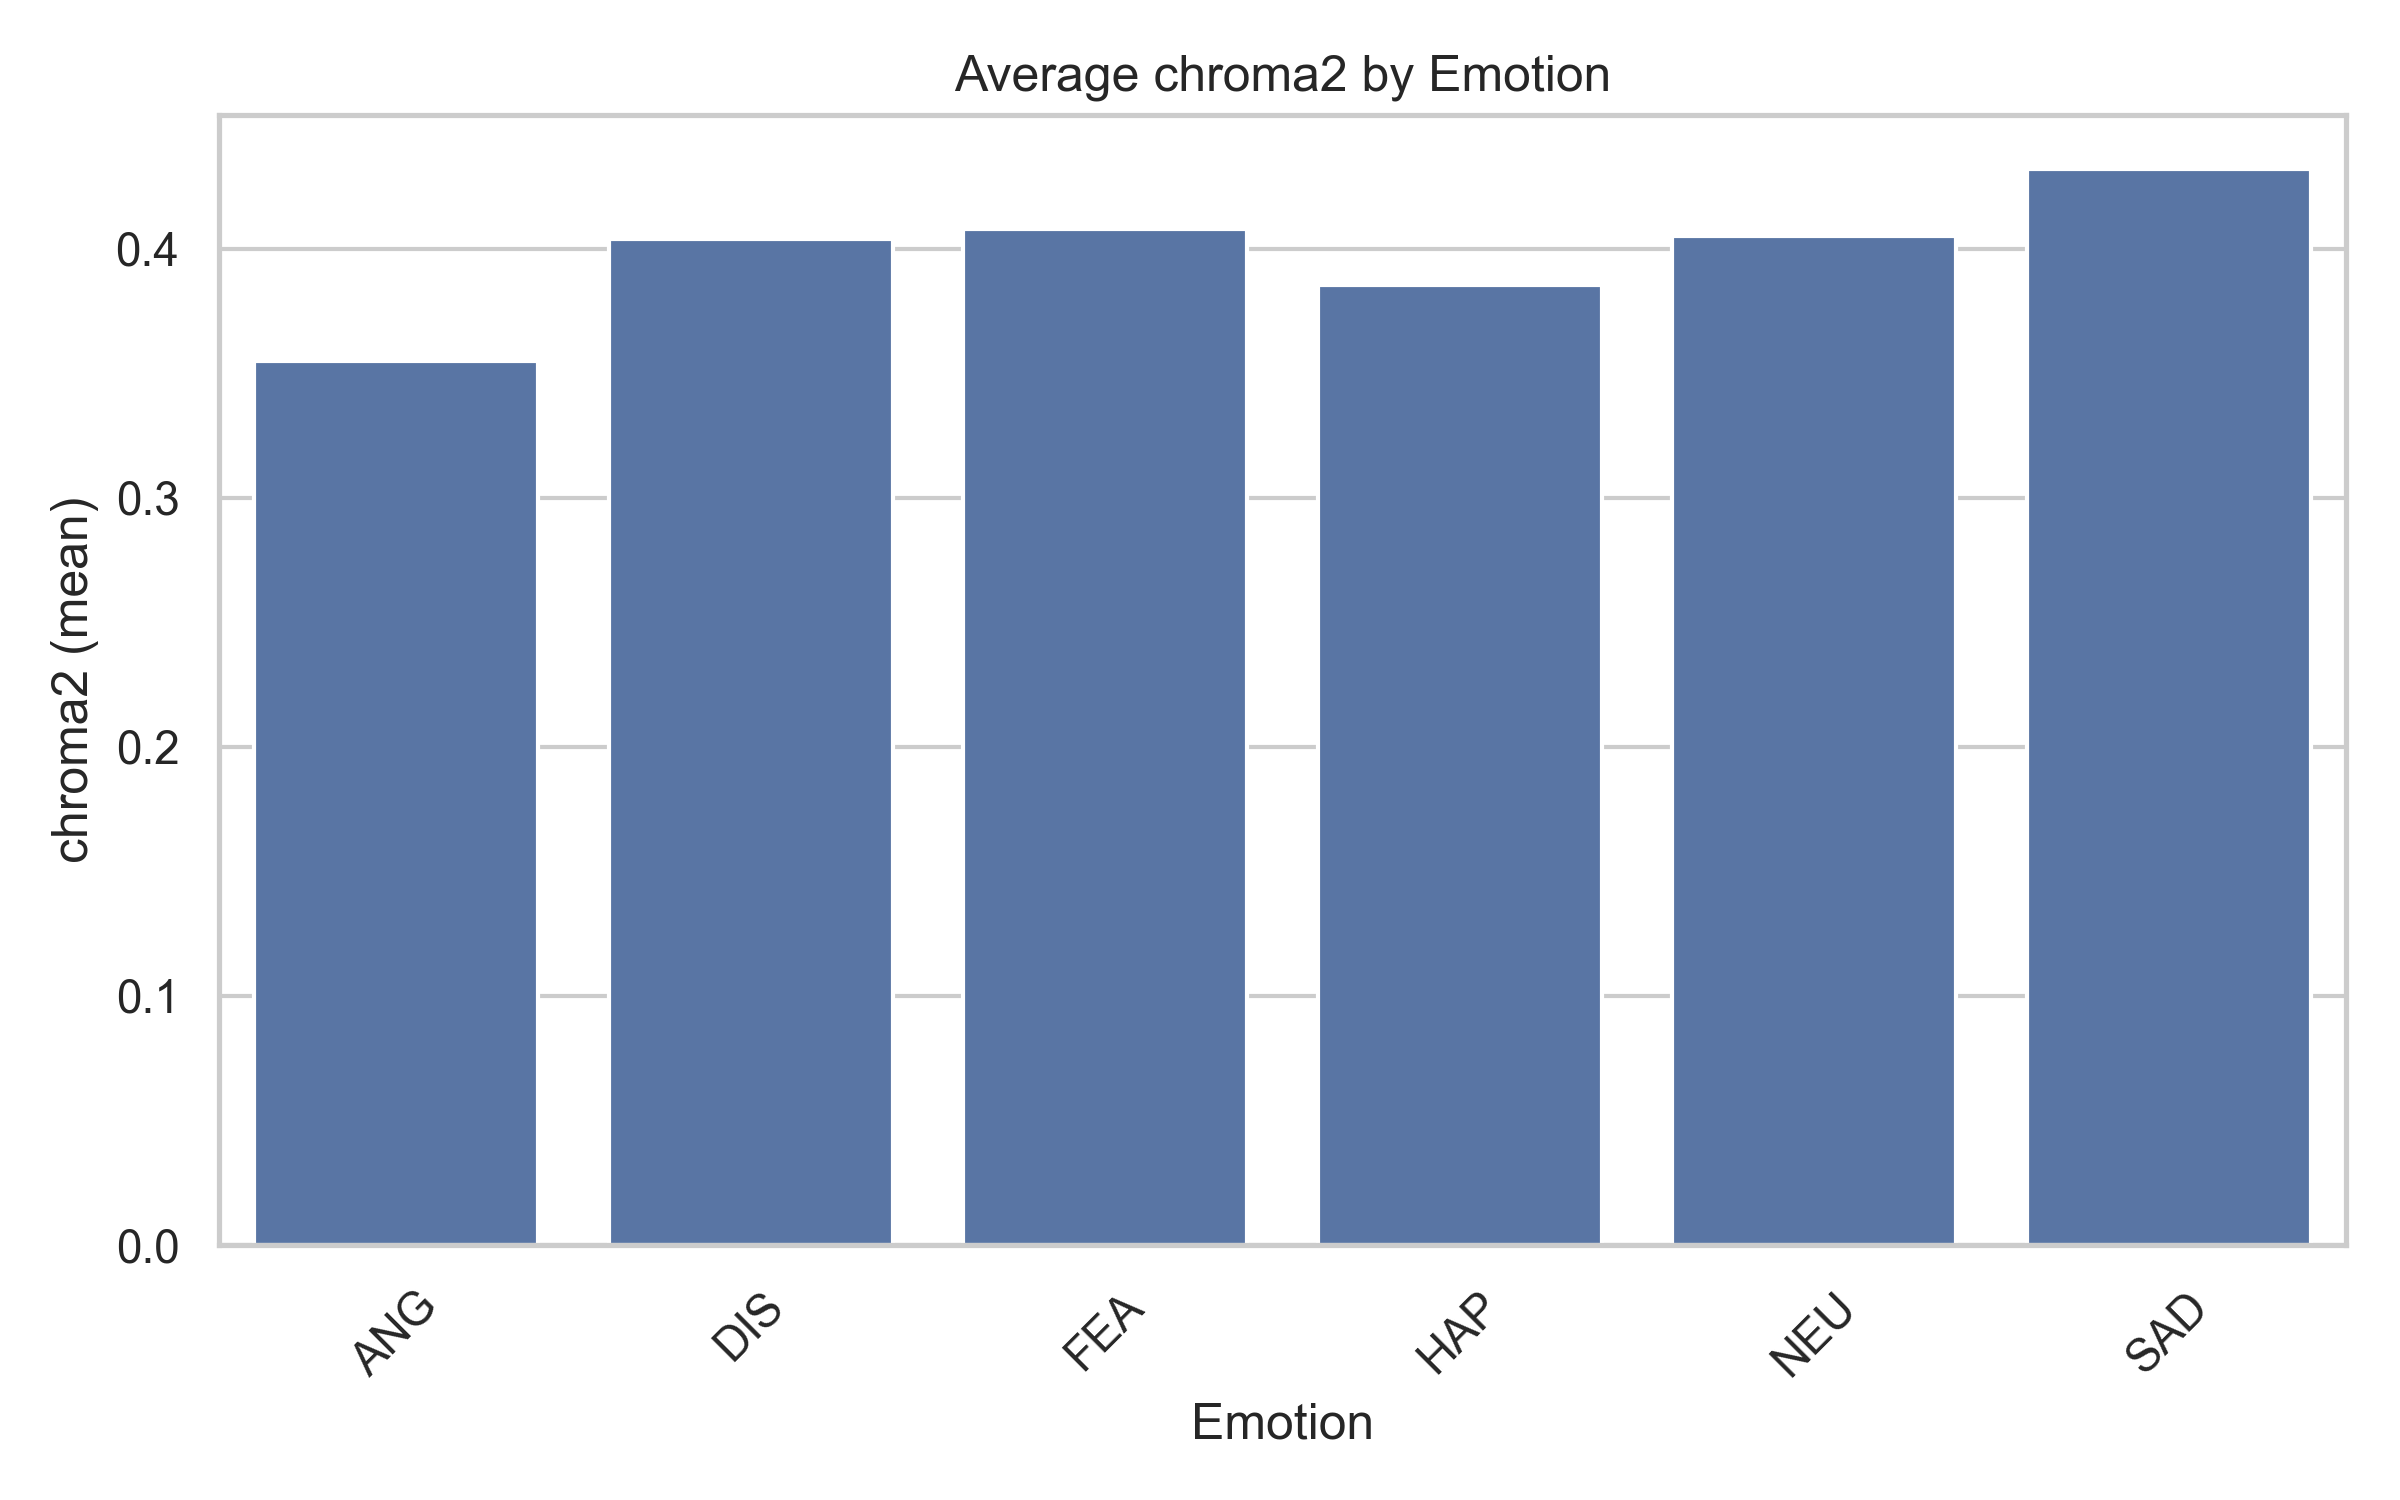 Average chroma2 by Emotion
chroma2 (mean)
0.4
0.3
0.2
0.1
0.0
ANG
DIS
FEA
HAP
NEU
SAD
Emotion